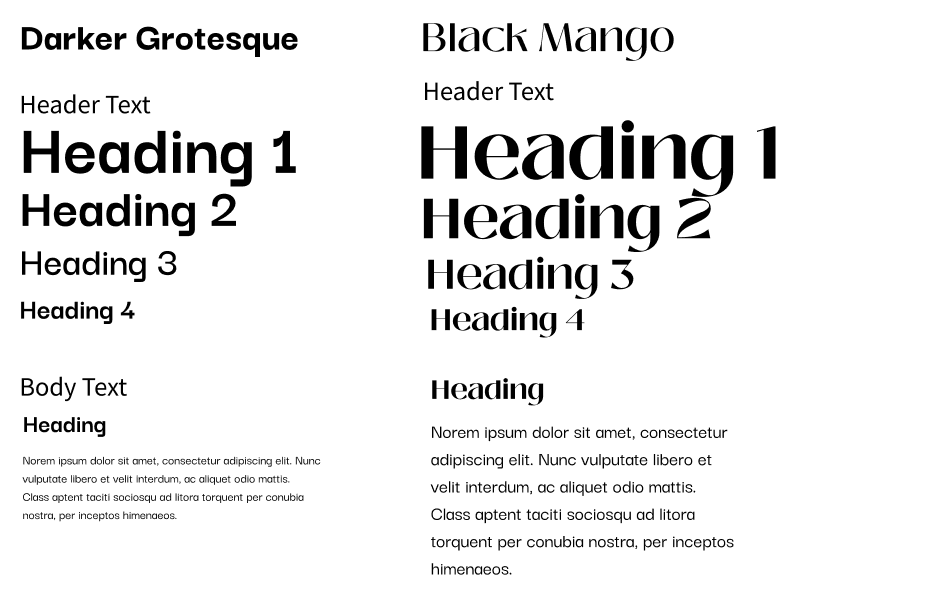 Darker Grotesque
Header Text
Heading 1
Heading 2
Heading 3
Heading 4
Body Text
Heading
Norem ipsum dolor sit amet, consectetur adipiscing elit. Nunc
vulputate libero et velit interdum, ac aliquet odio mattis.
Class aptent taciti sociosqu ad litora torquent per conubia
nostra, per inceptos himenaeos.
Black Mango
Header Text
Heading 1
Heading 2
Heading 3
Heading 4
Heading
Norem ipsum dolor sit amet, consectetur
adipiscing elit. Nunc vulputate libero et
velit interdum, ac aliquet odio mattis.
Class aptent taciti sociosqu ad litora
torquent per conubia nostra, per inceptos
himenaeos.